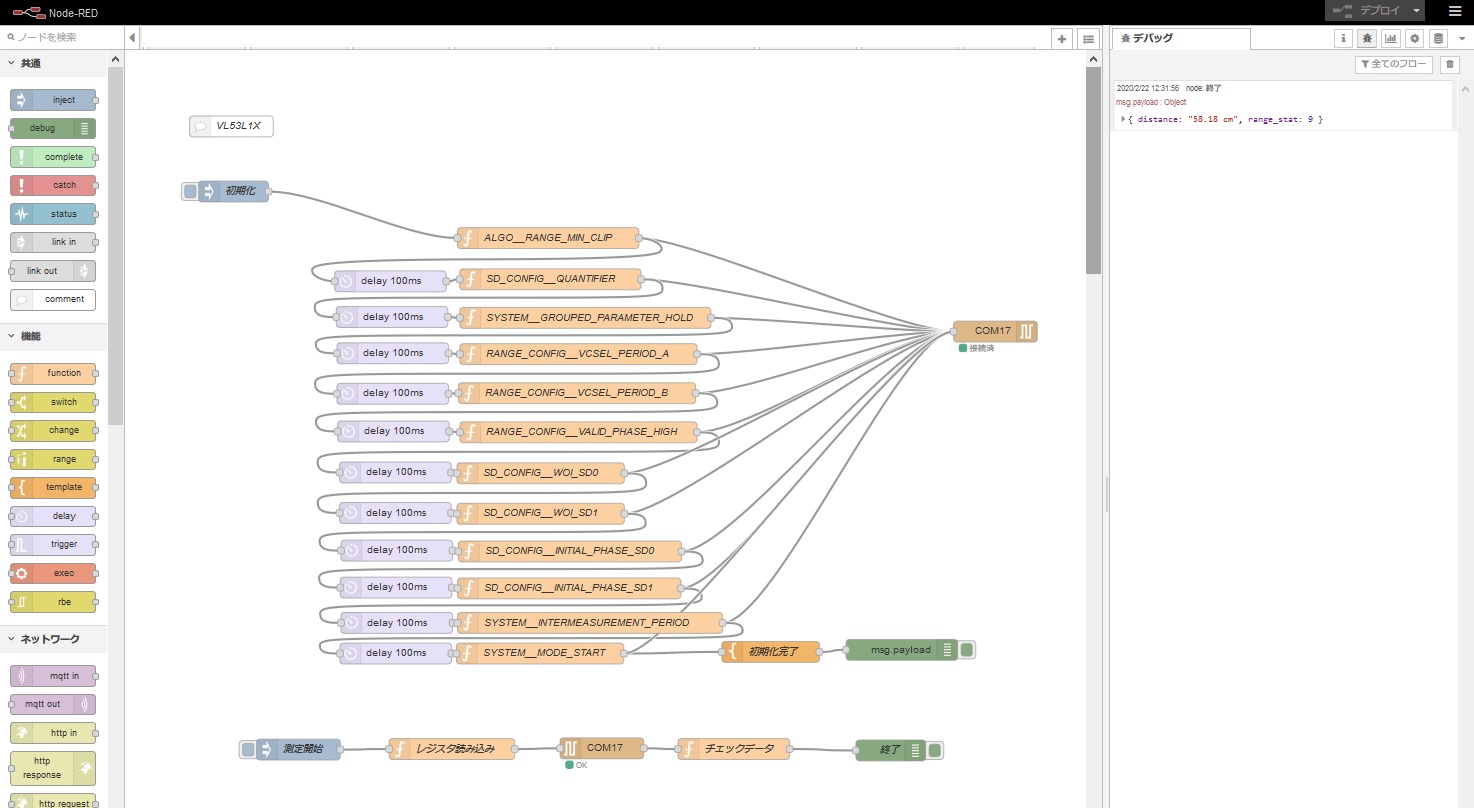 Node-RED
デプロイ
ノードを検索
共通
inject
debug
complete
catch
status
link in
link out
comment
機能
function
switch
change
range
template
delay
trigger
exec
rbe
ネットワーク
mqtt in
mqtt out
http in
http
response
http request
VL53L1X
初期化
ALGO__RANGE_MIN_CLIP
delay 100ms
SD_CONFIG__QUANTIFIER
delay 100ms
SYSTEM__GROUPED_PARAMETER_HOLD
delay 100ms
RANGE_CONFIG__VCSEL_PERIOD_A
delay 100ms
RANGE_CONFIG__VCSEL_PERIOD_B
delay 100ms
RANGE_CONFIG__VALID_PHASE_HIGH
delay 100ms
SD_CONFIG__WOI_SD0
delay 100ms
SD_CONFIG__WOI_SD1
delay 100ms
SD_CONFIG__INITIAL_PHASE_SD0
delay 100ms
SD_CONFIG__INITIAL_PHASE_SD1
delay 100ms
SYSTEM__INTERMEASUREMENT_PERIOD
delay 100ms
SYSTEM__MODE_START
初期化完了
msg.payload
COM17
接続済
測定開始
レジスタ読み込み
COM17
OK
チェックデータ
終了
デバッグ
全てのフロー
2020/2/22 12:31:56 node: 終了
msg.payload : Object
{ distance: "58.18 cm", range_stat: 9 }